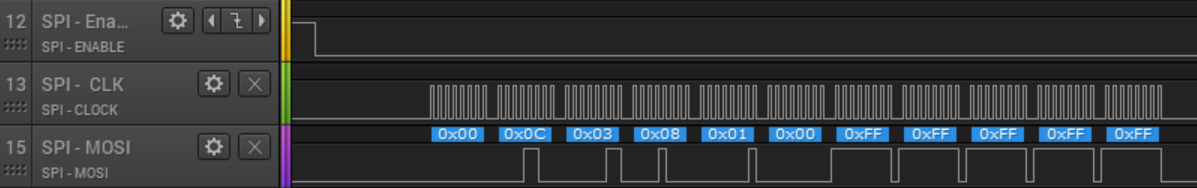 12 SPI - Ena...
SPI - ENABLE
13 SPI - CLK
SPI - CLOCK
0x00 0x0C 0x03 0x08 0x01 0x00 0xFF 0xFF 0xFF 0xFF 0xFF
15 SPI - MOSI
SPI - MOSI